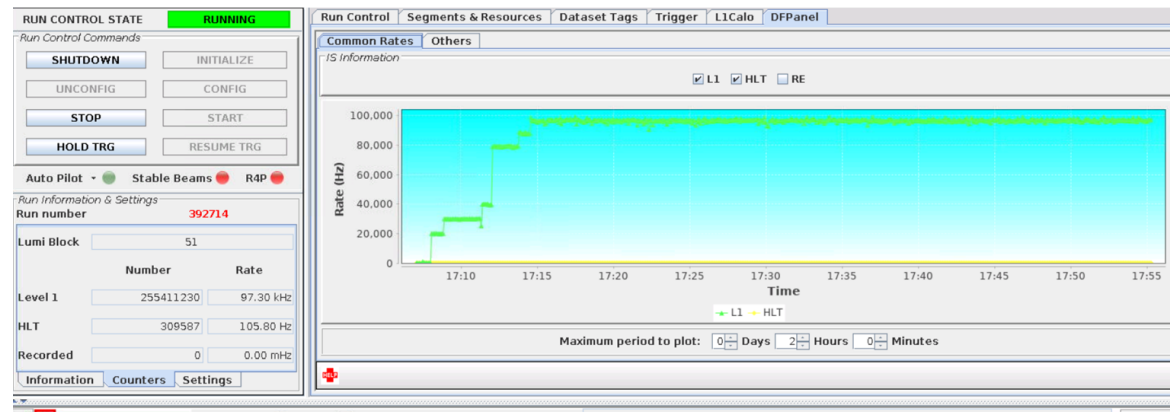 RUN CONTROL STATE RUNNING
Run Control Commands
SHUTDOWN INITIALIZE
UNCONFIG CONFIG
STOP START
HOLD TRG RESUME TRG
Auto Pilot Stable Beams R4P
Run Information & Settings
Run number 392714
Lumi Block 51
Number Rate
Level 1 255411230 97.30 kHz
HLT 309587 105.80 Hz
Recorded 0 0.00 mHz
Information Counters Settings
Run Control Segments & Resources Dataset Tags Trigger L1Calo DFPanel
Common Rates Others
IS Information
L1 HLT RE
Rate (Hz)
100,000
80,000
60,000
40,000
20,000
0
17:10 17:15 17:20 17:25 17:30 17:35 17:40 17:45 17:50 17:55
Time
L1 HLT
Maximum period to plot: 0 Days 2 Hours 0 Minutes
HELP